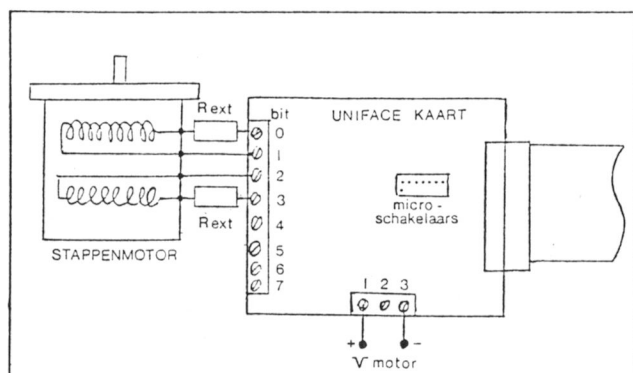 Rext
bit
UNIFACE KAART
0
1
2
3
4
5
6
7
Rext
micro-
schakelaars
STAPPENMOTOR
1 2 3
+ -
V motor